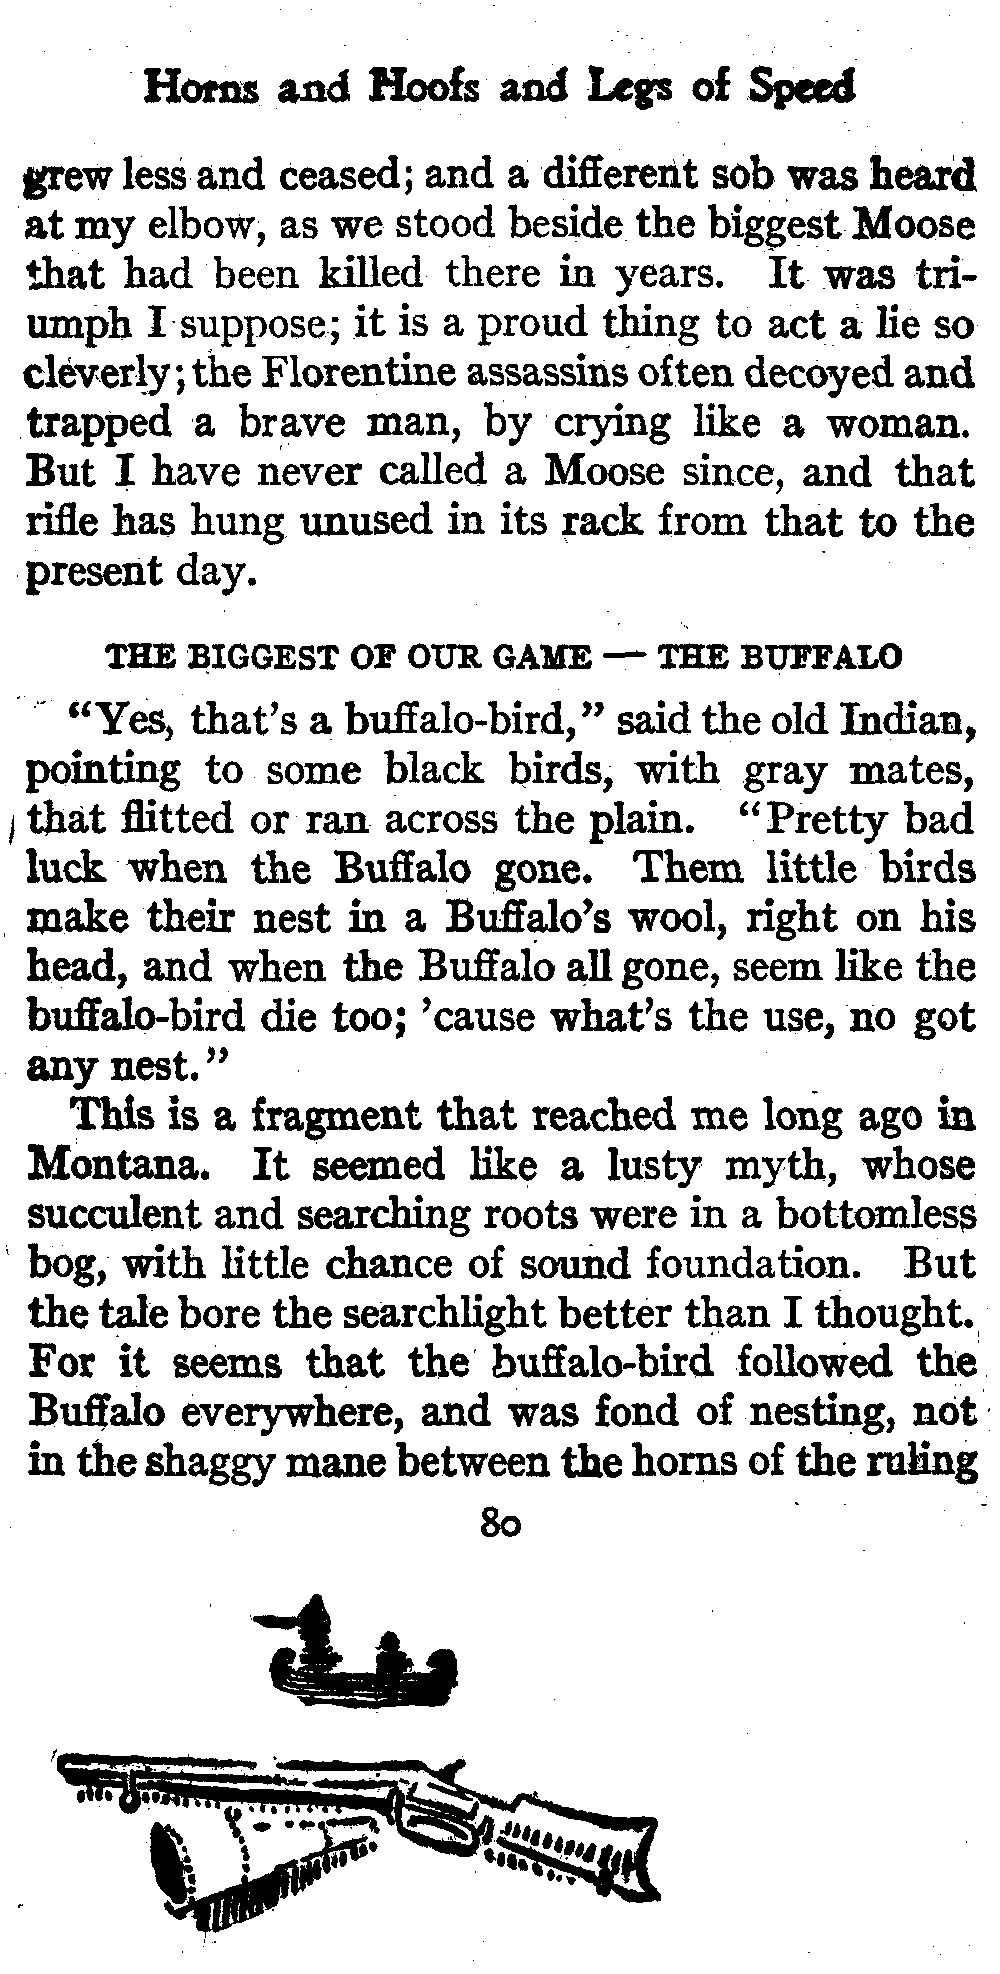 Horns and Hoofs and Legs of Speed
grew less and ceased; and a different sob was heard
at my elbow, as we stood beside the biggest Moose
that had been killed there in years. It was tri-
umph I suppose; it is a proud thing to act a lie so
cleverly; the Florentine assassins often decoyed and
trapped a brave man, by crying like a woman.
But I have never called a Moose since, and that
rifle has hung unused in its rack from that to the
present day.
THE BIGGEST OF OUR GAME — THE BUFFALO
“Yes, that’s a buffalo-bird,” said the old Indian,
pointing to some black birds, with gray mates,
that flitted or ran across the plain. “Pretty bad
luck when the Buffalo gone. Them little birds
make their nest in a Buffalo’s wool, right on his
head, and when the Buffalo all gone, seem like the
buffalo-bird die too; ’cause what’s the use, no got
any nest.”
This is a fragment that reached me long ago in
Montana. It seemed like a lusty myth, whose
succulent and searching roots were in a bottomless
bog, with little chance of sound foundation. But
the tale bore the searchlight better than I thought.
For it seems that the buffalo-bird followed the
Buffalo everywhere, and was fond of nesting, not
in the shaggy mane between the horns of the ruling
80